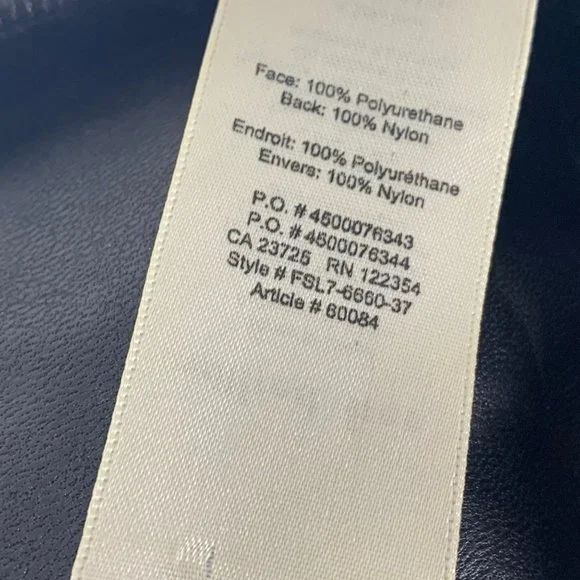 Face: 100% Polyurethane
Back: 100% Nylon
Endroit: 100% Polyuréthane
Envers: 100% Nylon
P.O. # 4500076343
P.O. # 4500076344
CA 23725 RN 122354
Style # FSL7-6660-37
Article # 60084